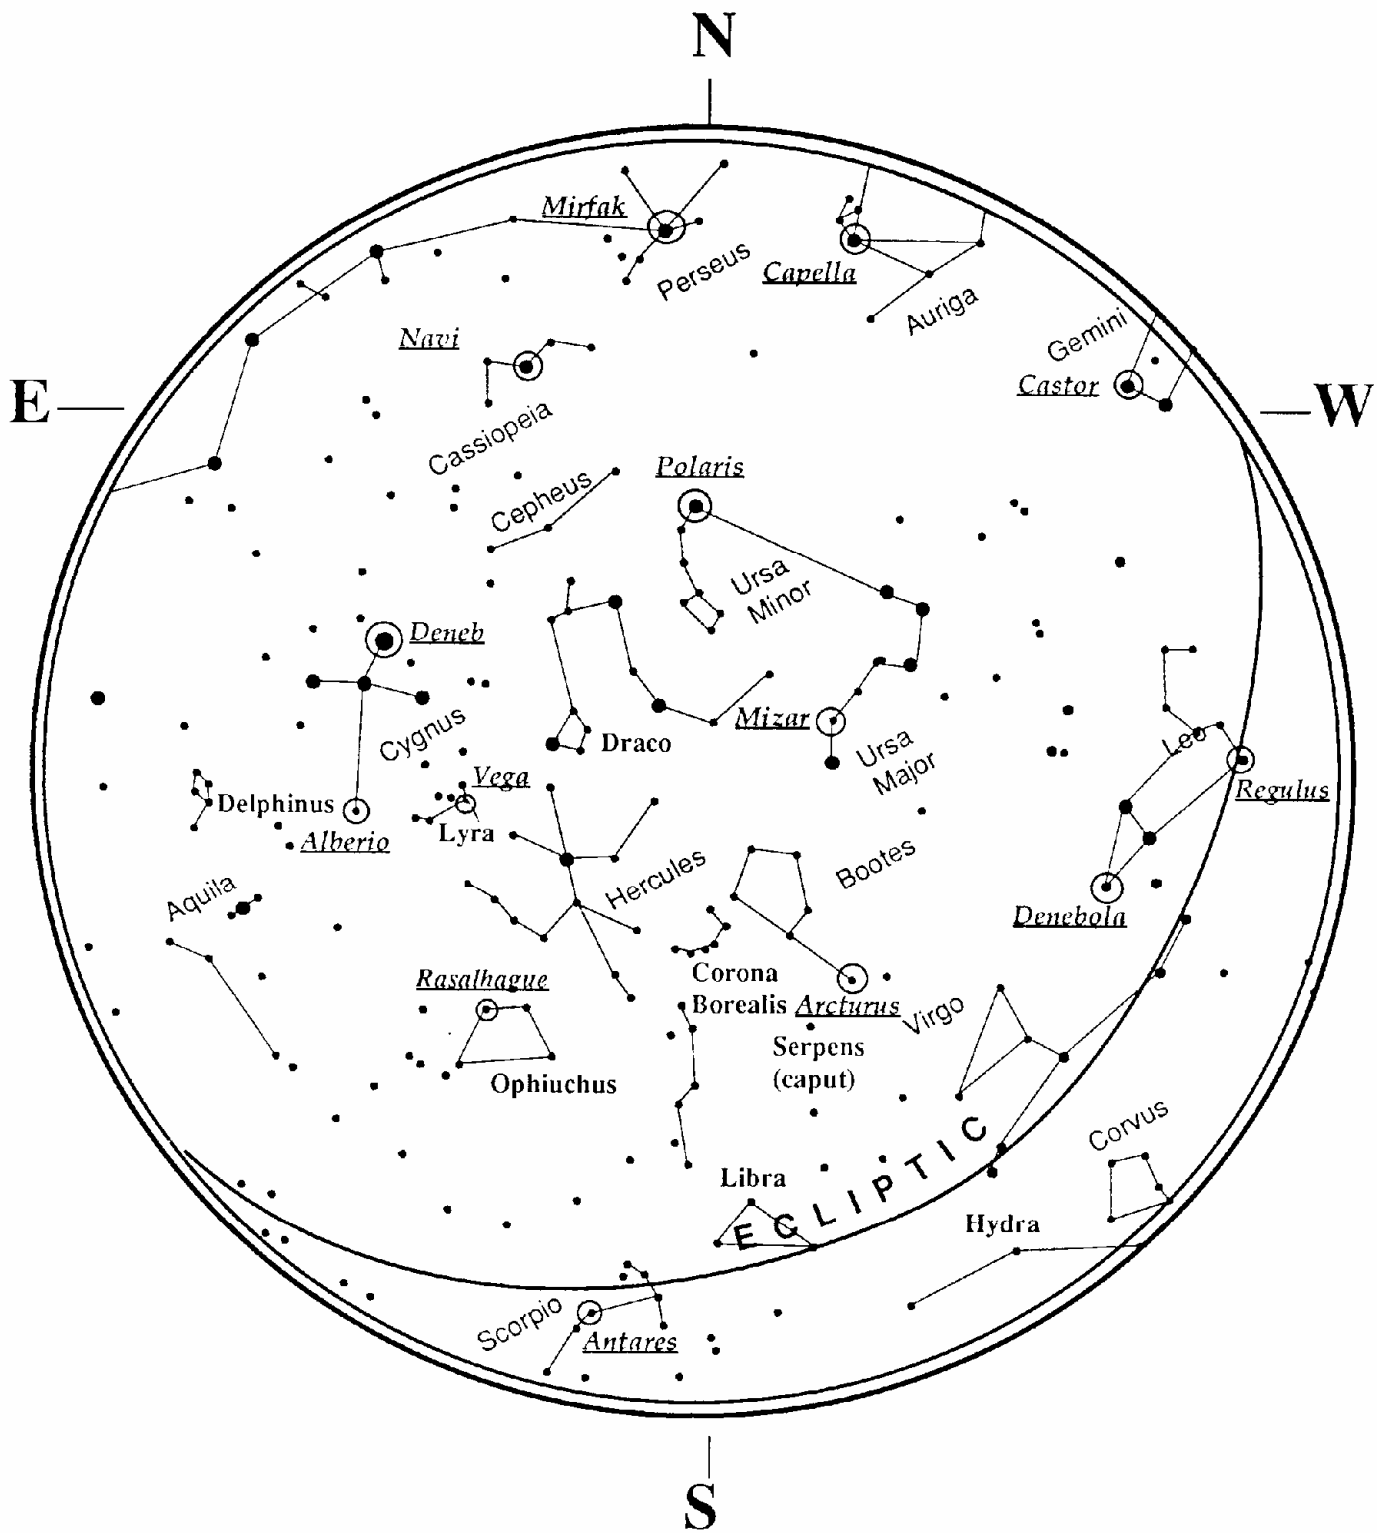 N
Mirfak
Perseus
Capella
Auriga
Gemini
Navi
Castor
E
W
Cassiopeia
Polaris
Cepheus
Ursa
Minor
Deneb
Mizar
Cygnus
Draco
Ursa
Major
Leo
Vega
Regulus
Delphinus
Alberio
Lyra
Hercules
Bootes
Aquila
Denebola
Rasalhague
Corona
Borealis
Arcturus
Virgo
Serpens
(caput)
Ophiuchus
Corvus
Libra
ECLIPTIC
Hydra
Scorpio
Antares
S